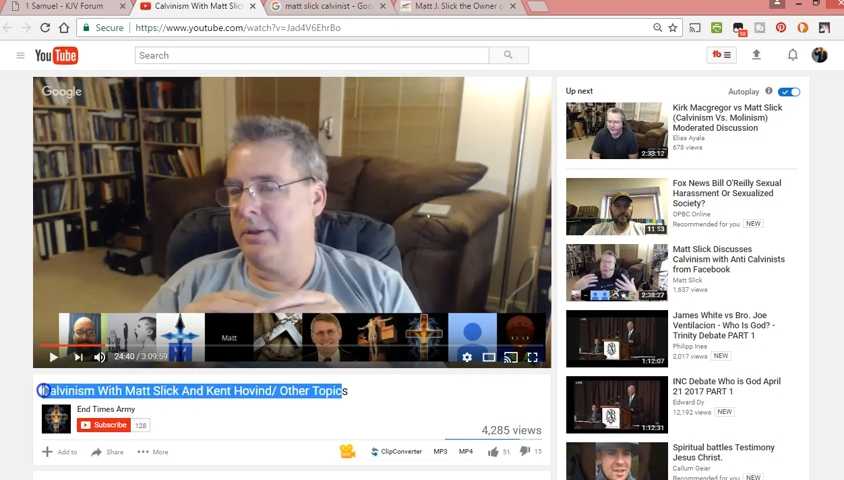 1 Samuel - KJV Forum
Calvinism With Matt Slic
matt slick calvinist - Goo
Matt J. Slick the Owner o
Secure
https://www.youtube.com/watch?v=Jad4V6EhrBo
YouTube
Search
Google
Matt
24:40 / 3:09:59
Calvinism With Matt Slick And Kent Hovind/ Other Topics
End Times Army
Subscribe 128
4,285 views
Add to
Share
More
ClipConverter
MP3
MP4
51
15
Up next
Autoplay
Kirk Macgregor vs Matt Slick
(Calvinism Vs. Molinism)
Moderated Discussion
Elias Ayala
678 views
2:33:12
Fox News Bill O'Reilly Sexual
Harassment Or Sexualized
Society?
OPBC Online
Recommended for you NEW
11:53
Matt Slick Discusses
Calvinism with Anti Calvinists
from Facebook
Matt Slick
1,637 views
2:38:27
James White vs Bro. Joe
Ventilacion - Who Is God? -
Trinity Debate PART 1
Philipp Ines
2,017 views NEW
1:12:07
INC Debate Who is God April
21 2017 PART 1
Edward Dy
12,192 views NEW
1:12:31
Spiritual battles Testimony
Jesus Christ.
Callum Geier
Recommended for you NEW